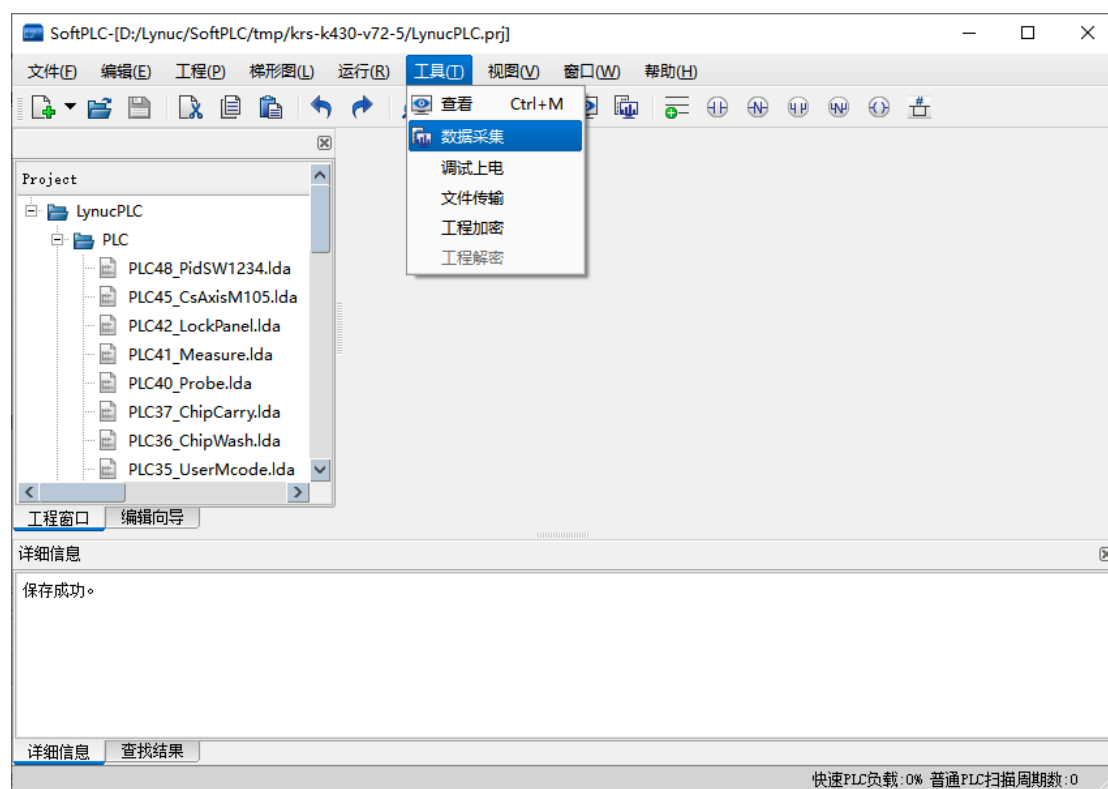 SoftPLC-[D:/Lynuc/SoftPLC/tmp/krs-k430-v72-5/LynucPLC.prj]
文件(F) 编辑(E) 工程(P) 梯形图(L) 运行(R) 工具(T) 视图(V) 窗口(W) 帮助(H)
查看 Ctrl+M
数据采集
调试上电
文件传输
工程加密
工程解密
Project
LynucPLC
PLC
PLC48_PidSW1234.lda
PLC45_CsAxisM105.lda
PLC42_LockPanel.lda
PLC41_Measure.lda
PLC40_Probe.lda
PLC37_ChipCarry.lda
PLC36_ChipWash.lda
PLC35_UserMcode.lda
工程窗口 编辑向导
详细信息
保存成功。
详细信息 查找结果
快速PLC负载:0% 普通PLC扫描周期数:0